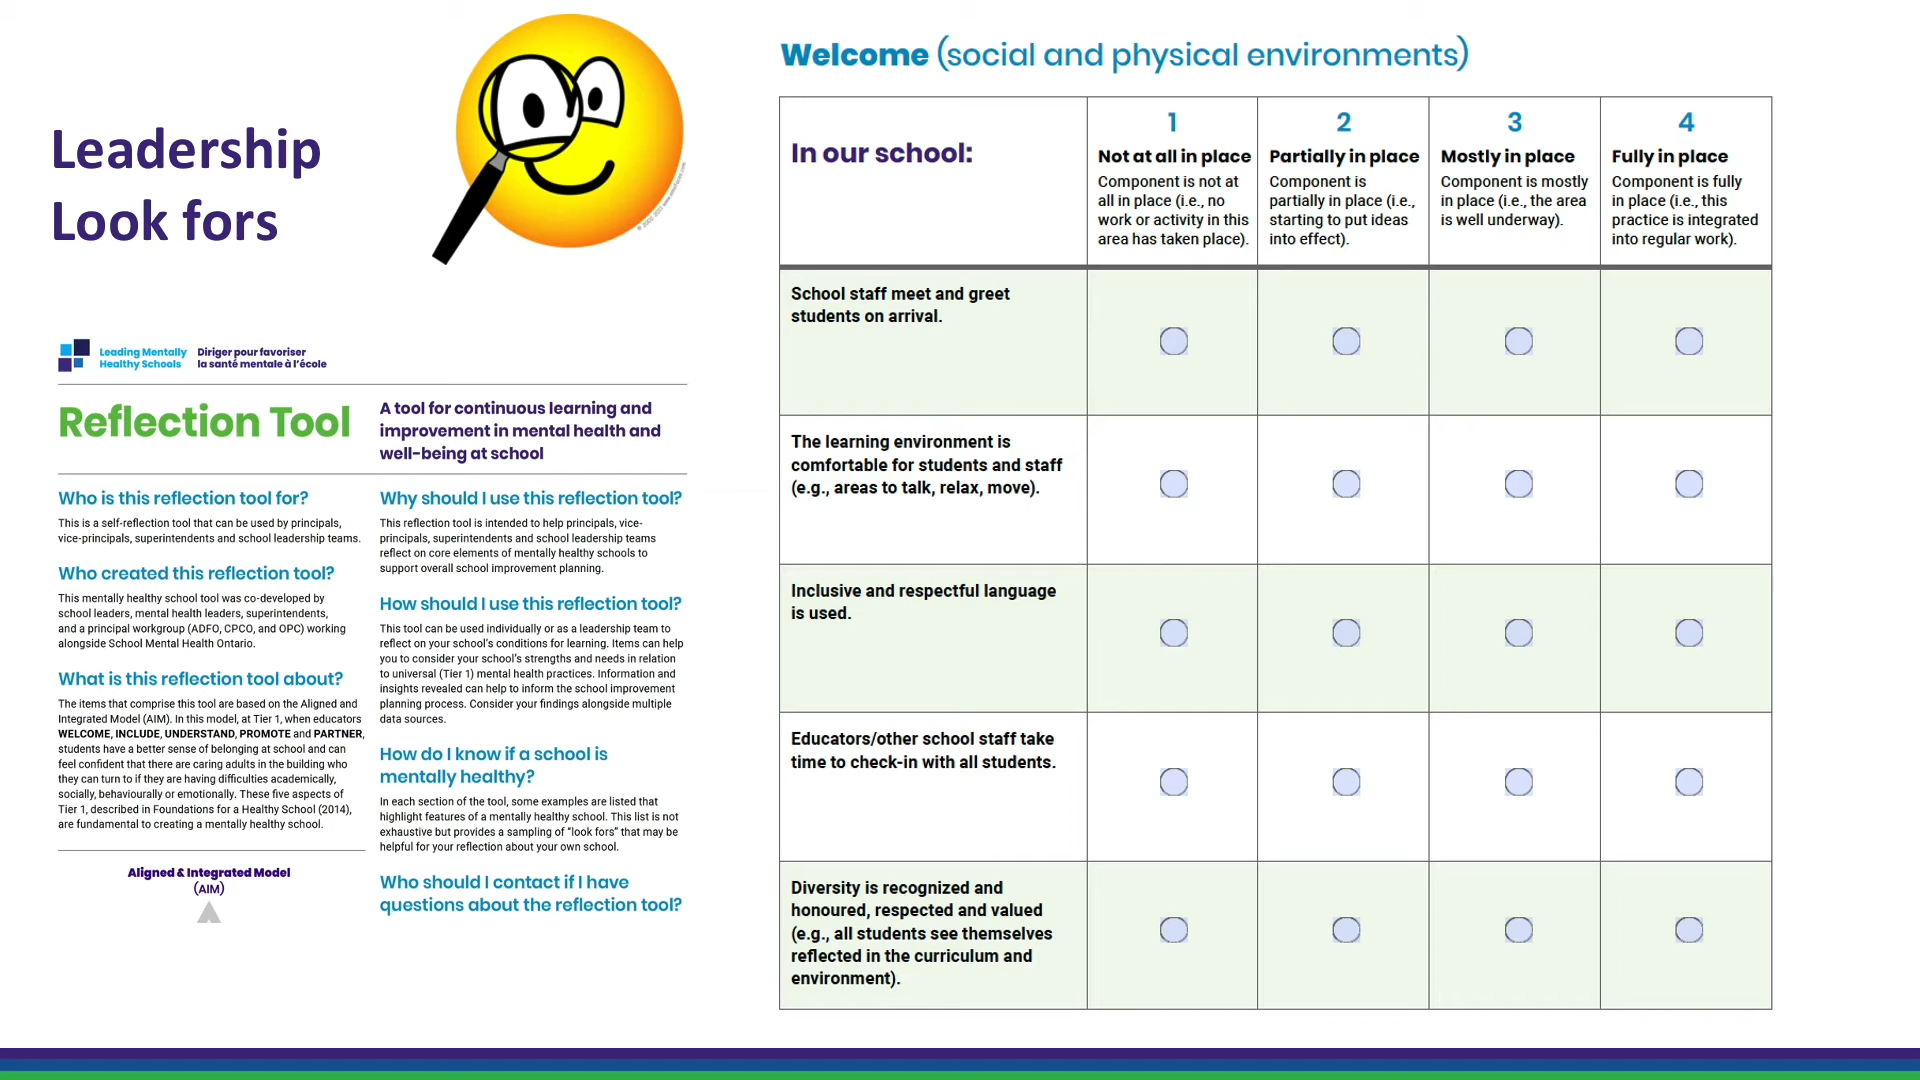 Leadership
Look fors
Leading Mentally
Healthy Schools
Diriger pour favoriser
la santé mentale à l'école
Reflection Tool
A tool for continuous learning and
improvement in mental health and
well-being at school
Who is this reflection tool for?
This is a self-reflection tool that can be used by principals,
vice-principals, superintendents and school leadership teams.
Who created this reflection tool?
This mentally healthy school tool was co-developed by
school leaders, mental health leaders, superintendents,
and a principal workgroup (ADFO, CPCO, and OPC) working
alongside School Mental Health Ontario.
What is this reflection tool about?
The items that comprise this tool are based on the Aligned and
Integrated Model (AIM). In this model, at Tier 1, when educators
WELCOME, INCLUDE, UNDERSTAND, PROMOTE and PARTNER,
students have a better sense of belonging at school and can
feel confident that there are caring adults in the building who
they can turn to if they are having difficulties academically,
socially, behaviourally or emotionally. These five aspects of
Tier 1, described in Foundations for a Healthy School (2014),
are fundamental to creating a mentally healthy school.
Aligned & Integrated Model
(AIM)
Why should I use this reflection tool?
This reflection tool is intended to help principals, vice-
principals, superintendents and school leadership teams
reflect on core elements of mentally healthy schools to
support overall school improvement planning.
How should I use this reflection tool?
This tool can be used individually or as a leadership team to
reflect on your school's conditions for learning. Items can help
you to consider your school's strengths and needs in relation
to universal (Tier 1) mental health practices. Information and
insights revealed can help to inform the school improvement
planning process. Consider your findings alongside multiple
data sources.
How do I know if a school is
mentally healthy?
In each section of the tool, some examples are listed that
highlight features of a mentally healthy school. This list is not
exhaustive but provides a sampling of "look fors" that may be
helpful for your reflection about your own school.
Who should I contact if I have
questions about the reflection tool?
Welcome (social and physical environments)
In our school:
1
Not at all in place
Component is not at
all in place (i.e., no
work or activity in this
area has taken place).
2
Partially in place
Component is
partially in place (i.e.,
starting to put ideas
into effect).
3
Mostly in place
Component is mostly
in place (i.e., the area
is well underway).
4
Fully in place
Component is fully
in place (i.e., this
practice is integrated
into regular work).
School staff meet and greet
students on arrival.
The learning environment is
comfortable for students and staff
(e.g., areas to talk, relax, move).
Inclusive and respectful language
is used.
Educators/other school staff take
time to check-in with all students.
Diversity is recognized and
honoured, respected and valued
(e.g., all students see themselves
reflected in the curriculum and
environment).